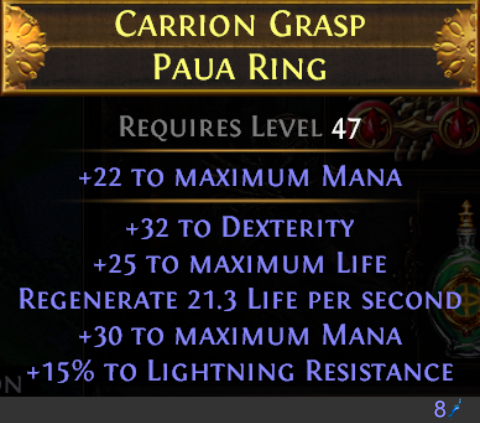 Carrion Grasp
Paua Ring
Requires Level 47
+22 to maximum Mana
+32 to Dexterity
+25 to maximum Life
Regenerate 21.3 Life per second
+30 to maximum Mana
+15% to Lightning Resistance
on
8